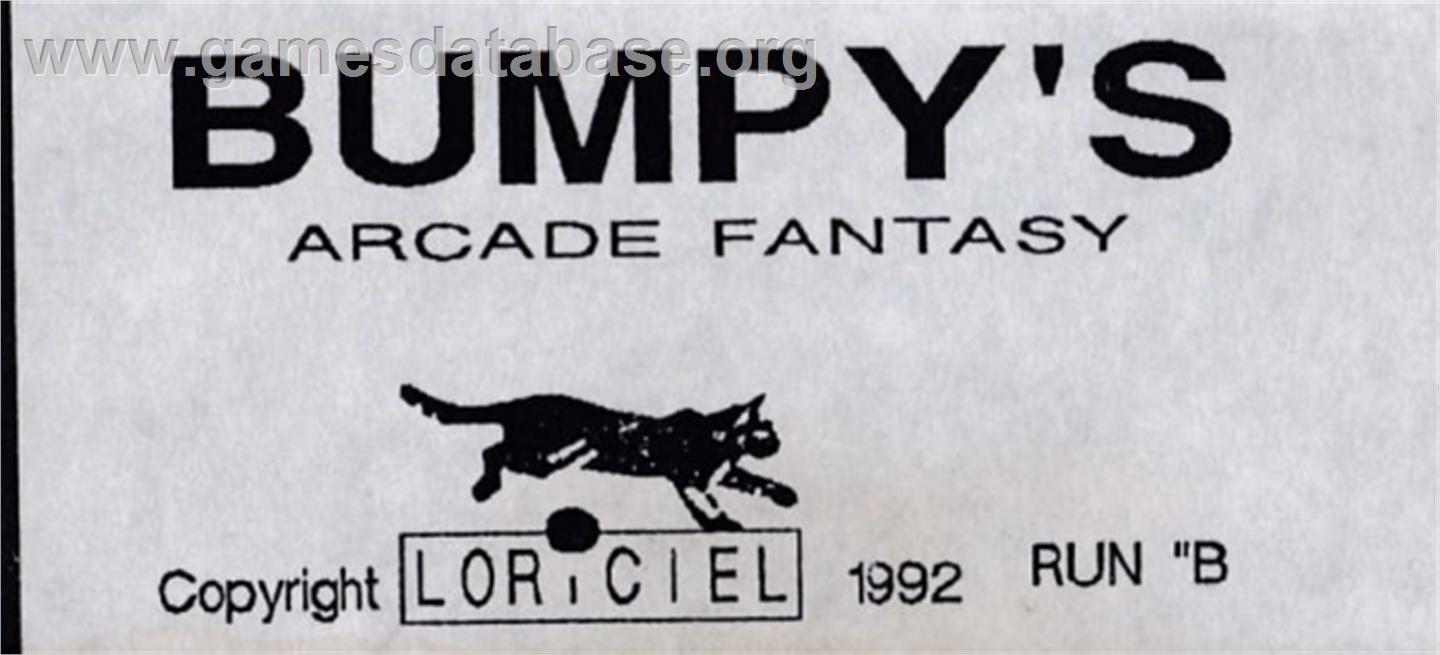 www.gamesdatabase.org
BUMPY'S
ARCADE FANTASY
Copyright LORiCIEL 1992 RUN "B